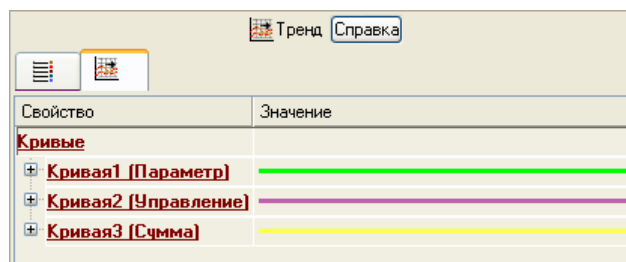 Тренд Справка
Свойство Значение
Кривые
Кривая1 (Параметр)
Кривая2 (Управление)
Кривая3 (Сумма)